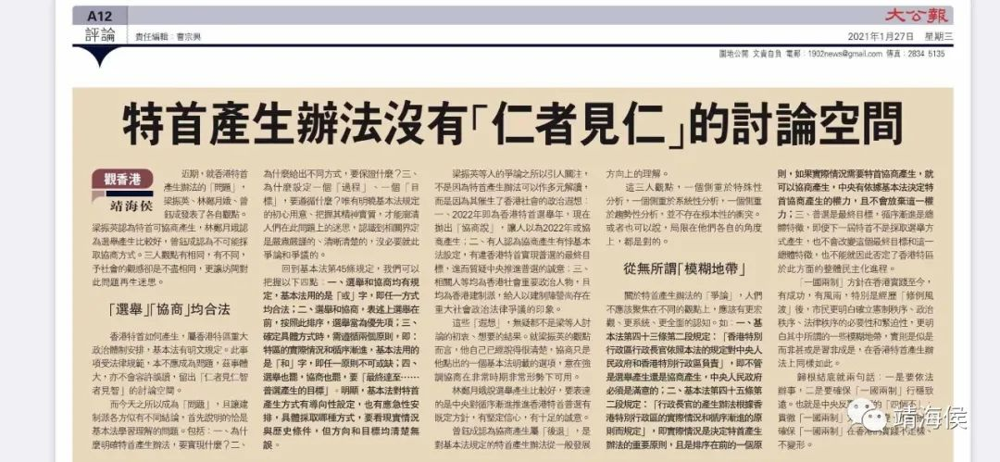 A12
大公報
評論
責任編輯：曹宗興
2021年1月27日 星期三
園地公開 文責自負 電郵：1902news@gmail.com 傳真：2834 5135
特首產生辦法沒有「仁者見仁」的討論空間
觀香港
靖海侯
近期，就香港特首
產生辦法的「問題」，
梁振英、林鄭月娥、曾
鈺成發表了各自觀點。
梁振英認為特首可協商產生，林鄭月娥認
為選舉產生比較好，曾鈺成認為不可能採
取協商方式。三人觀點有相同，有不同，
予社會的觀感卻是不盡相同，更讓坊間對
此問題再生迷思。
「選舉」「協商」均合法
香港特首如何產生，屬香港特區重大
政治體制安排，基本法有明文規定。此事
項受法律規範，本不應成為問題，茲事體
大，亦不會容許誤讀，留出「仁者見仁智
者見智」的討論空間。
而今天之所以成為「問題」，且讓建
制派各方似有不同結論，首先說明的恰是
基本法學習理解的問題。包括：一、為什
麼明確特首產生辦法，要實現什麼？二、
為什麼給出不同方式，要保證什麼？三、
為什麼設定一個「過程」、一個「目
標」，要遵循什麼？唯有明曉基本法規定
的初心用意、把握其精神實質，才能廓清
人們在此問題上的迷思，認識到相關界定
是嚴肅嚴謹的、清晰清楚的，沒必要就此
爭論和爭議的。
回到基本法第45條規定，我們可以
把握以下四點：一、選舉和協商均有規
定，基本法用的是「或」字，即任一方式
均合法；二、選舉和協商，表述上選舉在
前，按照此排序，選舉當為優先項；三、
確定具體方式時，需遵循兩個原則，即：
特區的實際情況和循序漸進，基本法用的
是「和」字，即任一原則不可或缺；四、
選舉也罷，協商也罷，要「最終達至……
普選產生的目標」。明顯，基本法對特首
產生方式有導向性設定，也有應急性安
排，具體採取哪種方式，要看現實情況
與歷史條件，但方向和目標均清楚無
誤。
梁振英等人的爭論之所以引人關注，
不是因為特首產生辦法可以作多元解讀，
而是因為其催生了香港社會的政治遐想：
一、2022年即為香港特首選舉年，現在
拋出「協商說」，讓人以為2022年或協
商產生；二、有人認為協商產生有悖基本
法設定，有違香港特首實現普選的最終目
標，進而質疑中央推進普選的誠意；三、
相關人等均為香港社會重要政治人物，且
均為香港建制派，給人以建制陣營尚存在
重大社會政治法律爭議的印象。
這些「遐想」，無疑都不是梁等人討
論的初衷、想要的結果。就梁振英的觀點
而言，他自己已經說得很清楚，協商只是
他點出的一個基本法明載的選項，意在強
調協商在非常時期非常形勢下可用。
林鄭月娥說選舉產生比較好，要表達
的是中央對循序漸進推進香港特首普選有
既定方針，有堅定信心，有十足的誠意。
曾鈺成認為協商產生屬「後退」，是
對基本法規定的特首產生辦法從一般發展
方向上的理解。
這三人觀點，一個側重於特殊性
分析，一個側重於系統性分析，一個側重
於趨勢性分析，並不存在根本性的衝突。
或者也可以說，局限在他們各自的角度
上，都是對的。
從無所謂「模糊地帶」
關於特首產生辦法的「爭論」，人們
不應該聚焦在不同的觀點上，應該有更宏
觀、更系統、更全面的認知。如：一、基
本法第四十三條第二段規定：「香港特別
行政區行政長官依照本法的規定對中央人
民政府和香港特別行政區負責」，即不管
是選舉產生還是協商產生，中央人民政府
必須是滿意的；二、基本法第四十五條第
二段規定：「行政長官的產生辦法根據香
港特別行政區的實際情況和循序漸進的原
則而規定」，即實際情況是決定特首產生
辦法的重要原則，且是排序在前的一個原
則，如果實際情況需要特首協商產生，就
可以協商產生，中央有依據基本法決定特
首協商產生的權力，且不會放棄這一權
力；三、普選是最終目標，循序漸進是總
體特徵，即便下一屆特首不是採取選舉方
式產生，也不會改變這個最終目標和這一
總體特徵，也不能就因此否定了香港特區
於此方面的整體民主化進程。
「一國兩制」方針在香港實踐至今，
有成功，有風雨，特別是經歷「修例風
波」後，市民更明白確立憲制秩序、政治
秩序、法律秩序的必要性和緊迫性，更明
白其中所謂的一些模糊地帶，實則是似是
而非甚或是習非成是，在香港特首產生辦
法上同樣如此。
歸根結底就兩句話：一是要依法
辦事，二是要確保「一國兩制」行穩致
遠。也就是中央反
「一國兩制」
確保「一國兩制」在香港的實踐不走樣、
不變形。
靖海侯